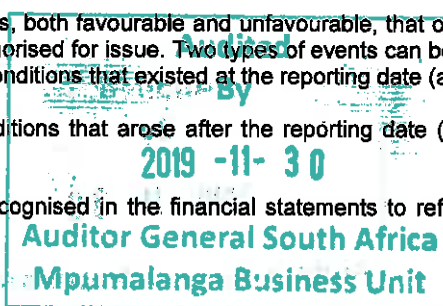 s, both favourable and unfavourable, that o
orised for issue. Two types of events can b
Audited
onditions that existed at the reporting date (a
By
ditions that arose after the reporting date (
2019 -11- 30
cognised in the financial statements to ref
Auditor General South Africa
Mpumalanga Business Unit